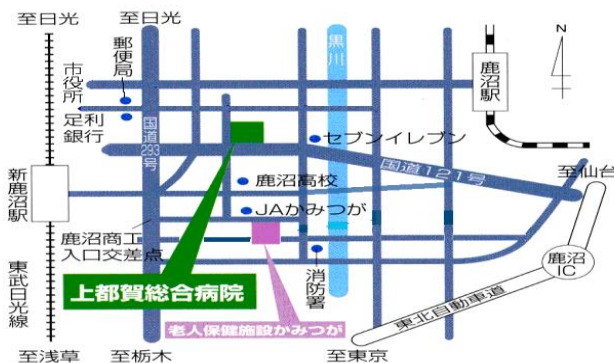 至日光
至日光
郵便局
市役所
足利
銀行
国道
293
号
黒川
鹿沼駅
N
セブンイレブン
国道121号
至仙台
新鹿沼駅
鹿沼高校
JAかみつが
鹿沼商工
入口交差点
消防署
鹿沼
IC
上都賀総合病院
東北自動車道
東武日光線
老人保健施設かみつが
至浅草
至栃木
至東京